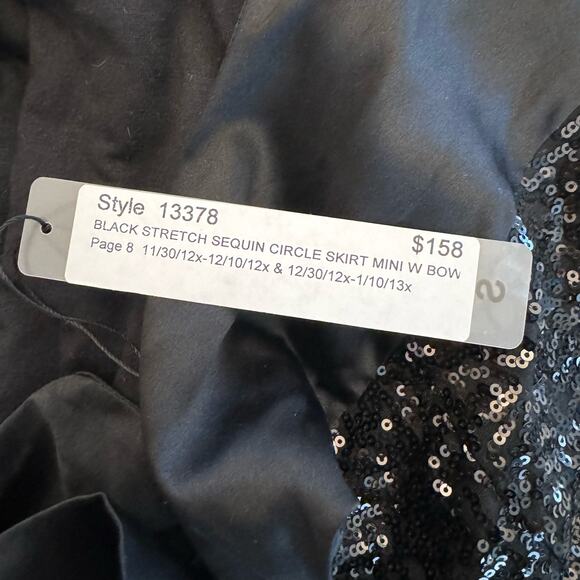 Style 13378 $158
BLACK STRETCH SEQUIN CIRCLE SKIRT MINI W BOW
Page 8 11/30/12x-12/10/12x & 12/30/12x-1/10/13x
S